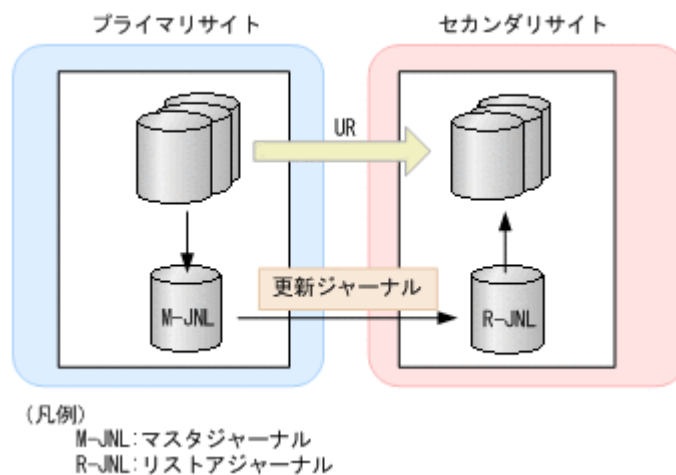 プライマリサイト
セカンダリサイト
UR
更新ジャーナル
M-JNL
R-JNL
(凡例)
M-JNL:マスタジャーナル
R-JNL:リストアジャーナル